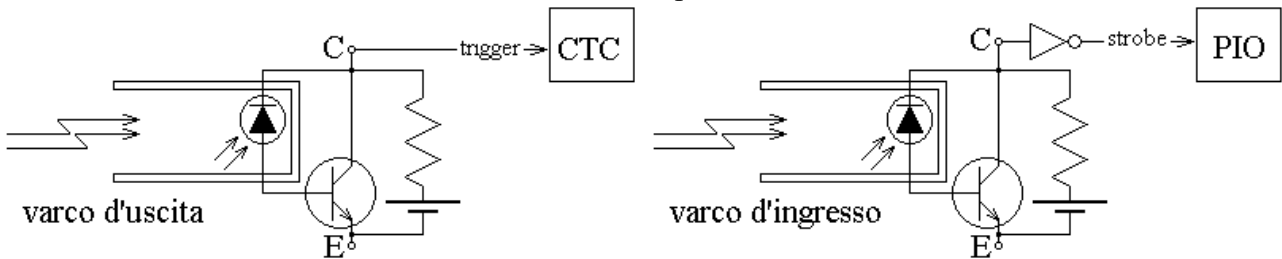 C trigger CTC
varco d'uscita
E
C strobe PIO
varco d'ingresso
E